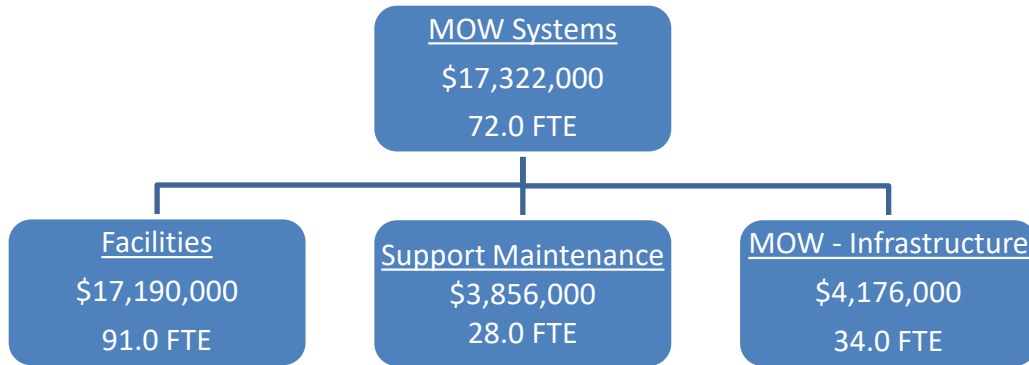 MOW Systems
$17,322,000
72.0 FTE
Facilities
$17,190,000
91.0 FTE
Support Maintenance
$3,856,000
28.0 FTE
MOW - Infrastructure
$4,176,000
34.0 FTE